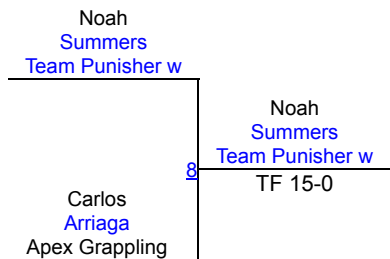 Noah
Summers
Team Punisher w
Noah
Summers
Team Punisher w
8
TF 15-0
Carlos
Arriaga
Apex Grappling